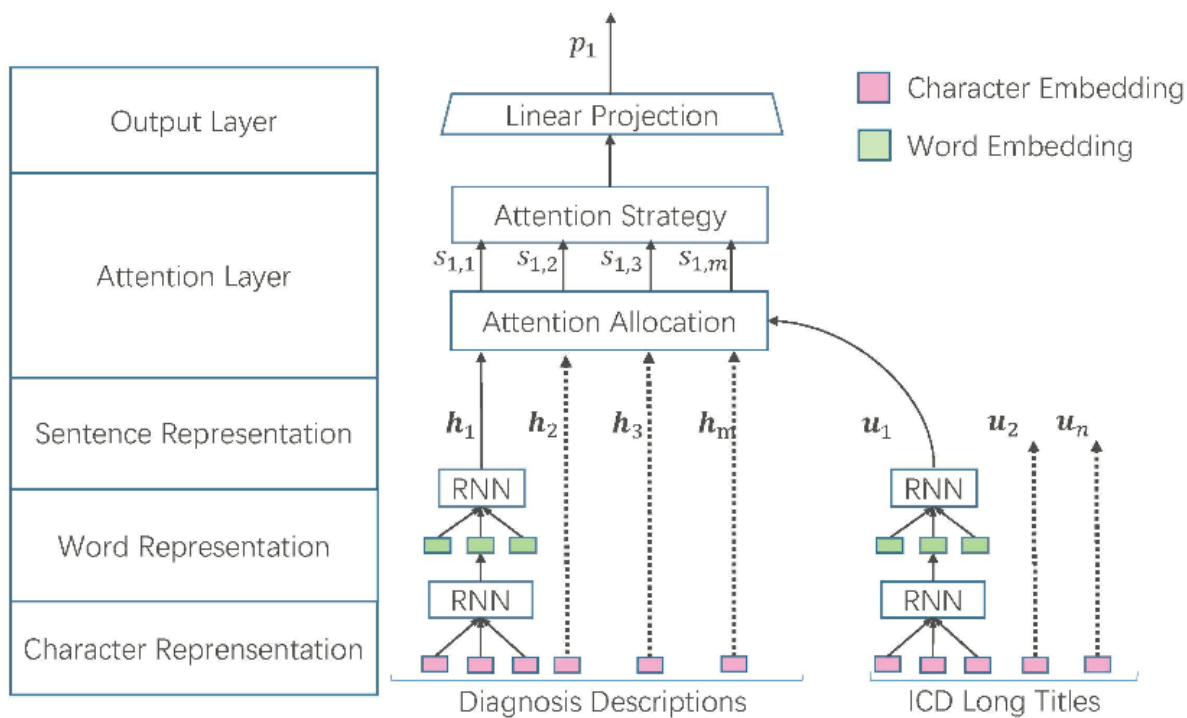 p₁
Output Layer
Linear Projection
Character Embedding
Word Embedding
Attention Strategy
Attention Layer
s₁,₁ s₁,₂ s₁,₃ s₁,ₘ
Attention Allocation
Sentence Representation
h₁ h₂ h₃ hₘ
u₁ u₂ uₙ
RNN
RNN
Word Representation
RNN
RNN
Character Reprensentation
Diagnosis Descriptions
ICD Long Titles